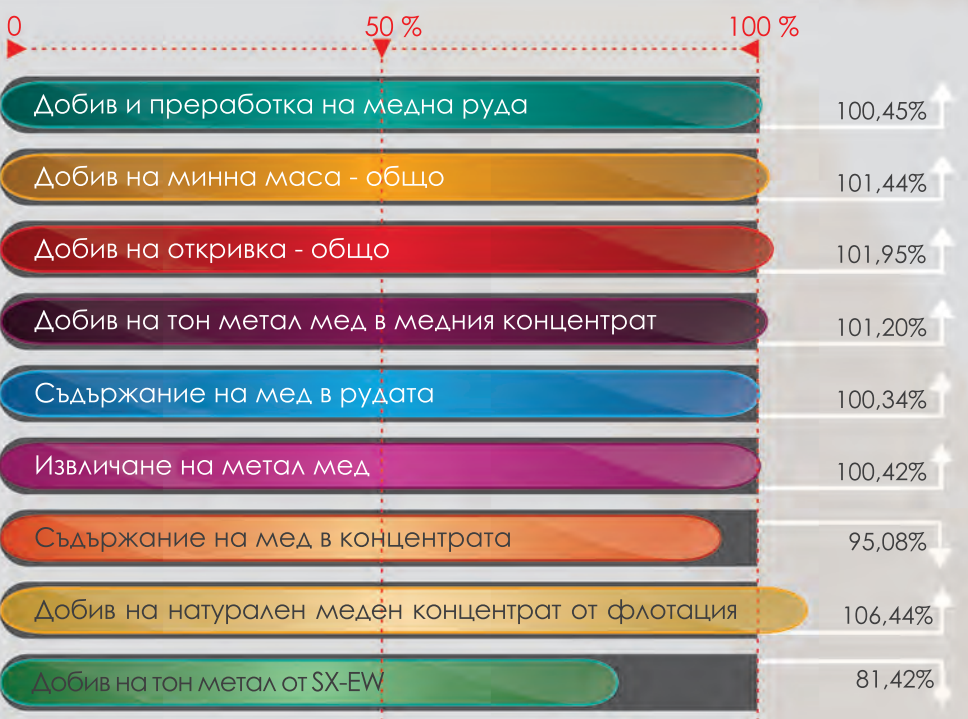 0 50 % 100 %
Добив и преработка на медна руда 100,45%
Добив на минна маса - общо 101,44%
Добив на откривка - общо 101,95%
Добив на тон метал мед в медния концентрат 101,20%
Съдържание на мед в рудата 100,34%
Извличане на метал мед 100,42%
Съдържание на мед в концентрата 95,08%
Добив на натурален меден концентрат от флотация 106,44%
Добив на тон метал от SX-EW 81,42%